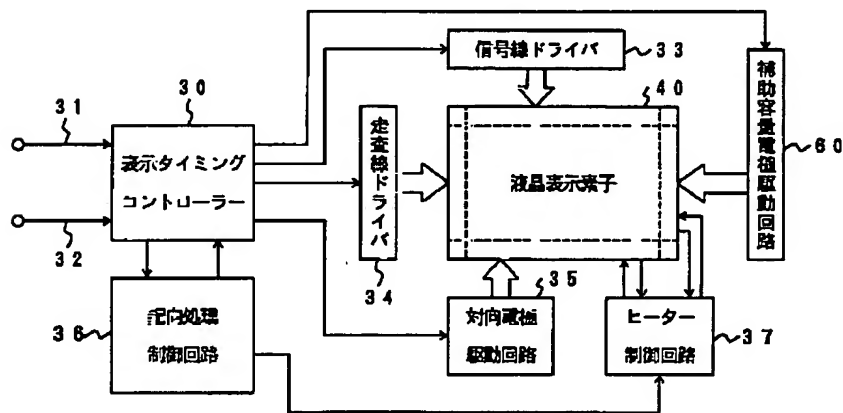 30
31
表示タイミング
コントローラー
32
信号線ドライバ
33
40
走査線ドライバ
34
液晶表示素子
補助容量電極駆動回路
60
36
配向処理
制御回路
35
対向電極
駆動回路
ヒーター
制御回路
37